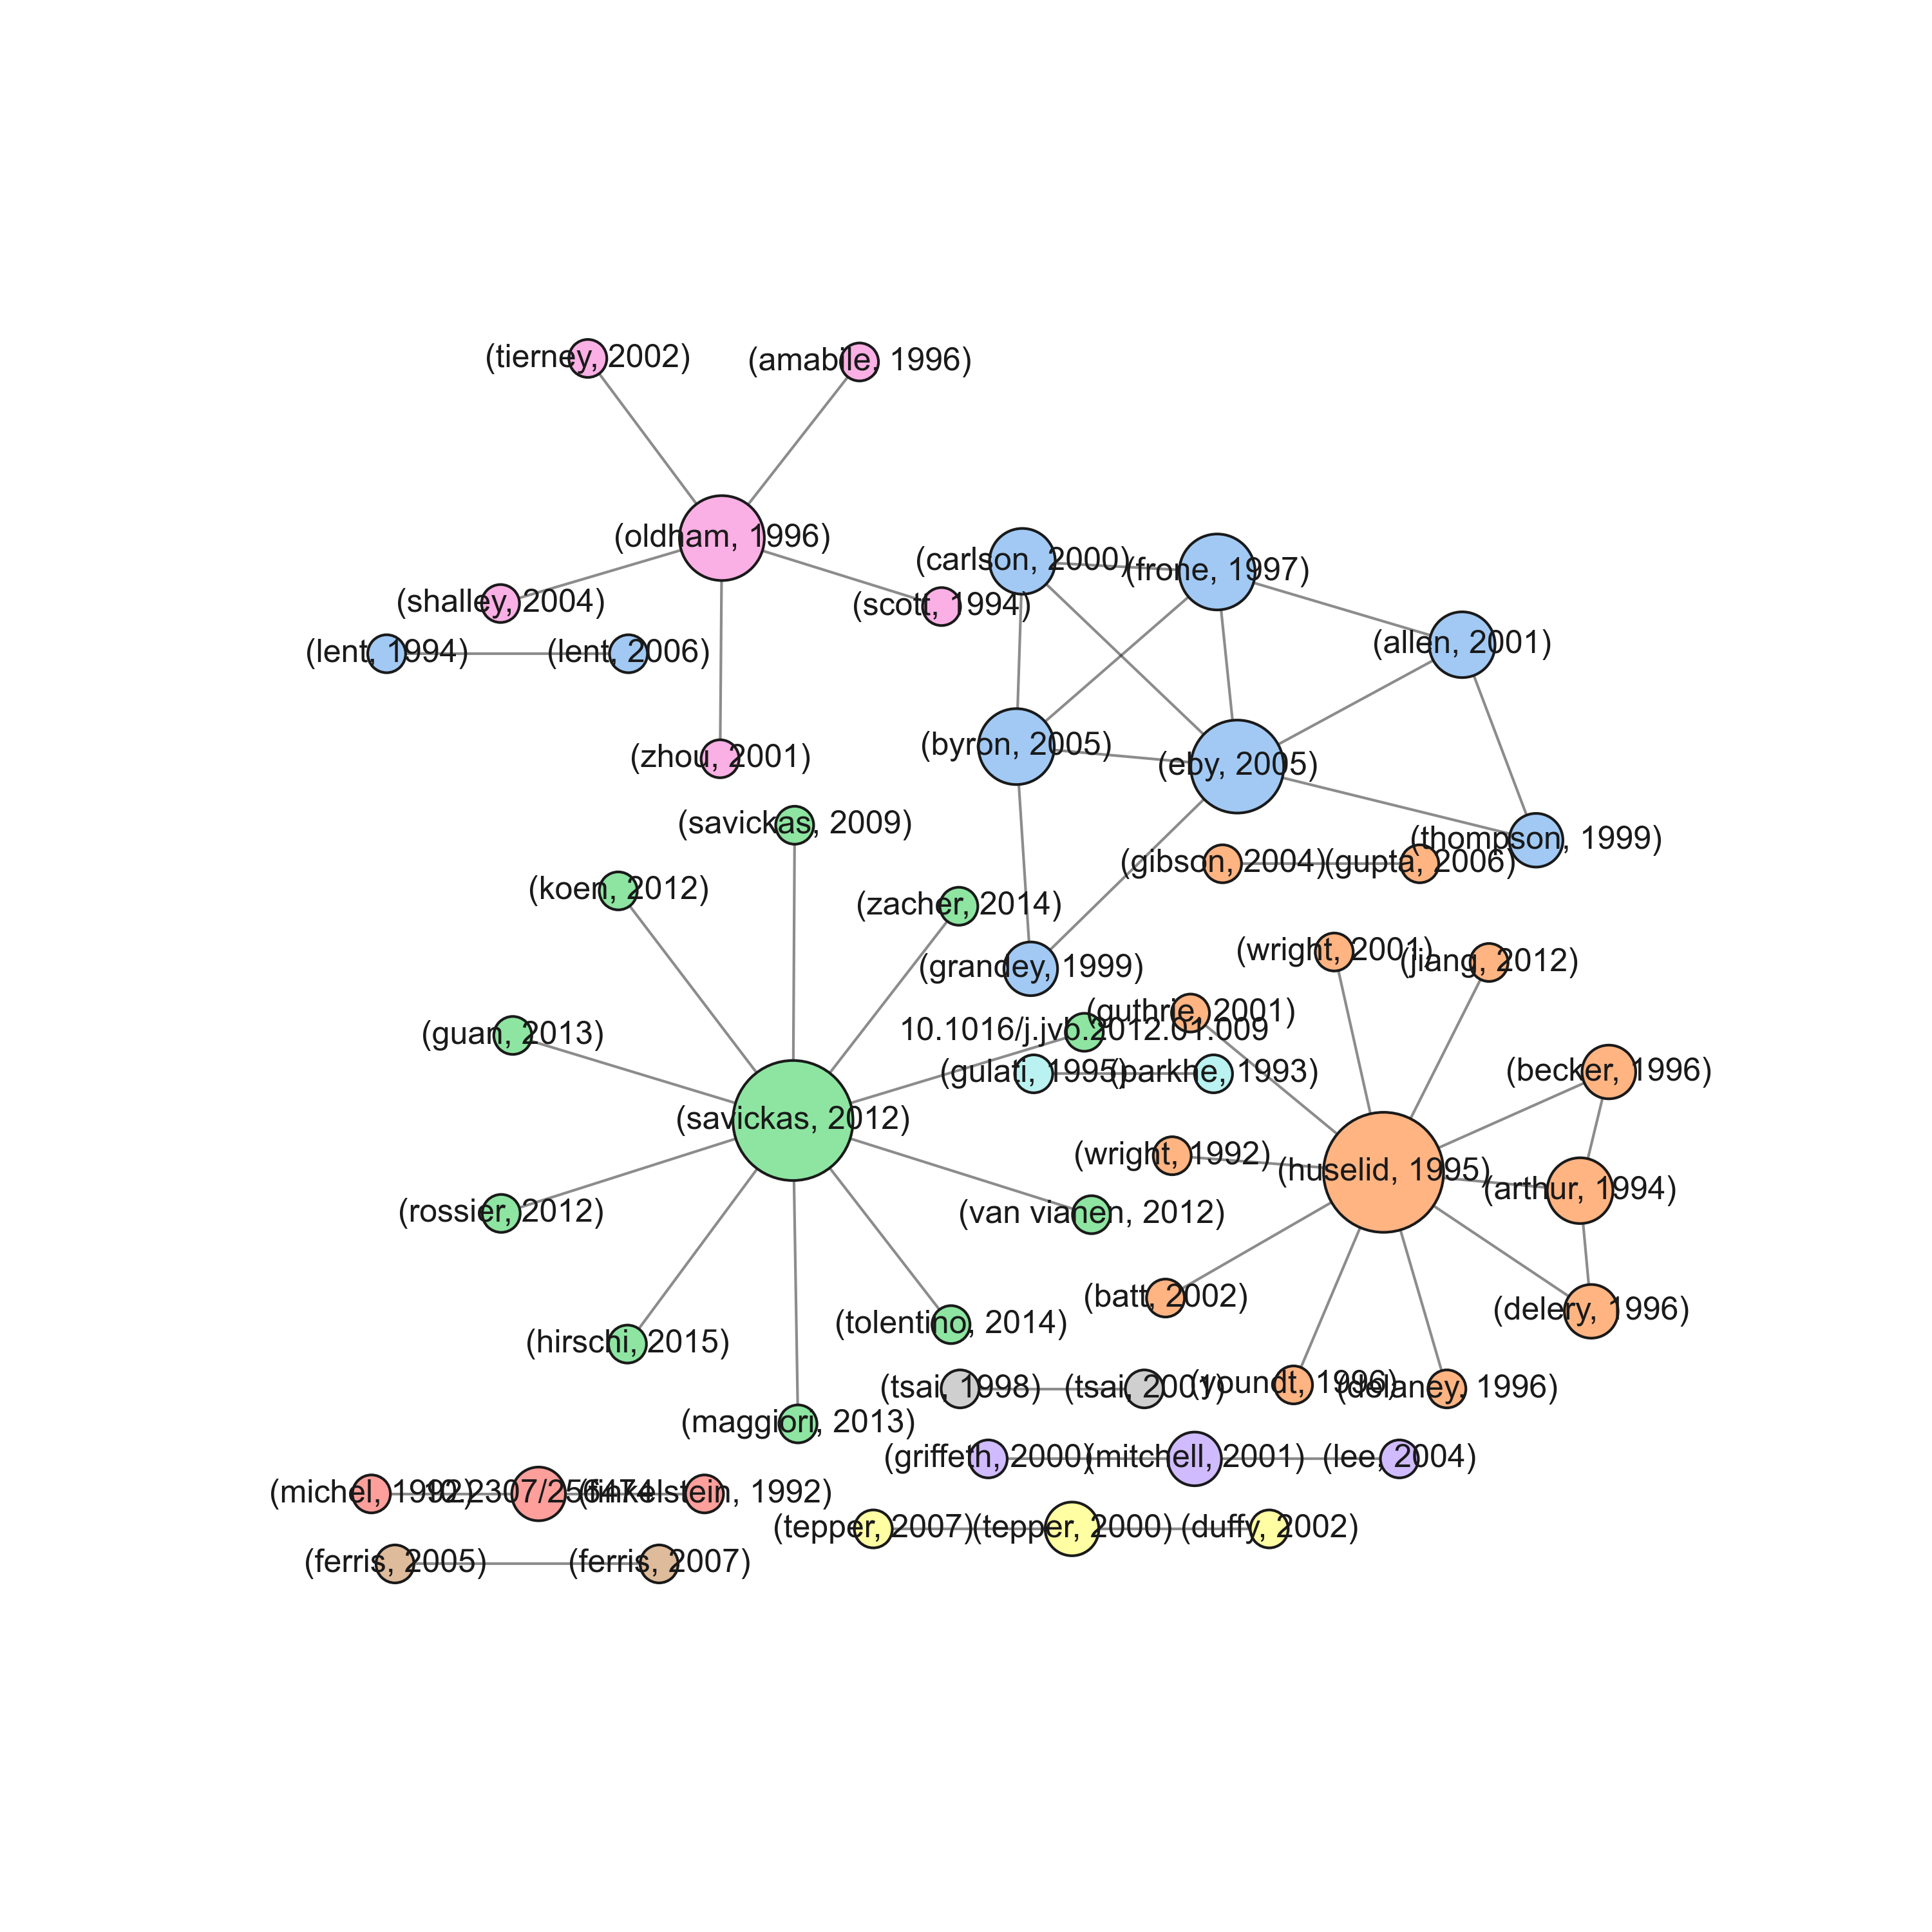 (tierney, 2002)
(amabile, 1996)
(oldham, 1996)
(carlson, 2000)
(frone, 1997)
(shalley, 2004)
(scott, 1994)
(allen, 2001)
(lent, 1994)
(lent, 2006)
(zhou, 2001)
(byron, 2005)
(eby, 2005)
(savickas, 2009)
(thompson, 1999)
(gibson, 2004)
(gupta, 2006)
(koen, 2012)
(zacher, 2014)
(wright, 2001)
(jiang, 2012)
(grandey, 1999)
(guthrie, 2001)
(guan, 2013)
10.1016/j.jvb.2012.01.009
(gulati, 1995)
(parkhe, 1993)
(becker, 1996)
(savickas, 2012)
(wright, 1992)
(huselid, 1995)
(arthur, 1994)
(rossier, 2012)
(van vianen, 2012)
(batt, 2002)
(delery, 1996)
(hirschi, 2015)
(tolentino, 2014)
(tsai, 1998)
(tsai, 2001)
(youndt, 1996)
(delaney, 1996)
(maggiori, 2013)
(griffeth, 2000)
(mitchell, 2001)
(lee, 2004)
(michel, 1992)
10.2307/256474
(finkelstein, 1992)
(tepper, 2007)
(tepper, 2000)
(duffy, 2002)
(ferris, 2005)
(ferris, 2007)